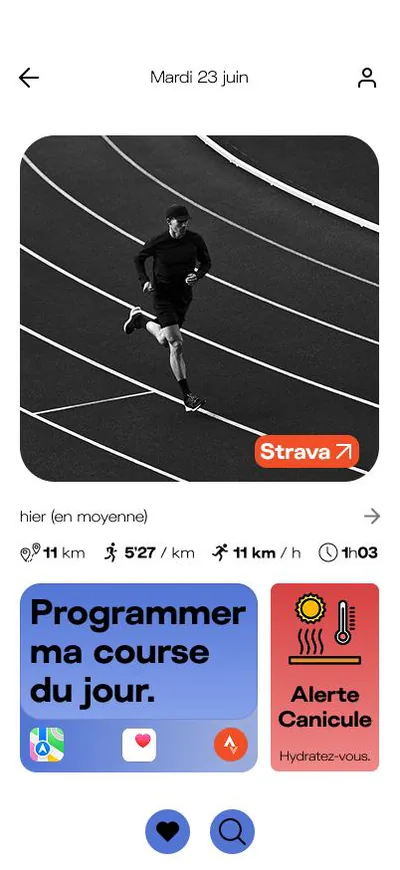 Mardi 23 juin
Strava
hier (en moyenne)
11 km 5'27 / km 11 km / h 1h03
Programmer
ma course
du jour.
Alerte
Canicule
Hydratez-vous.